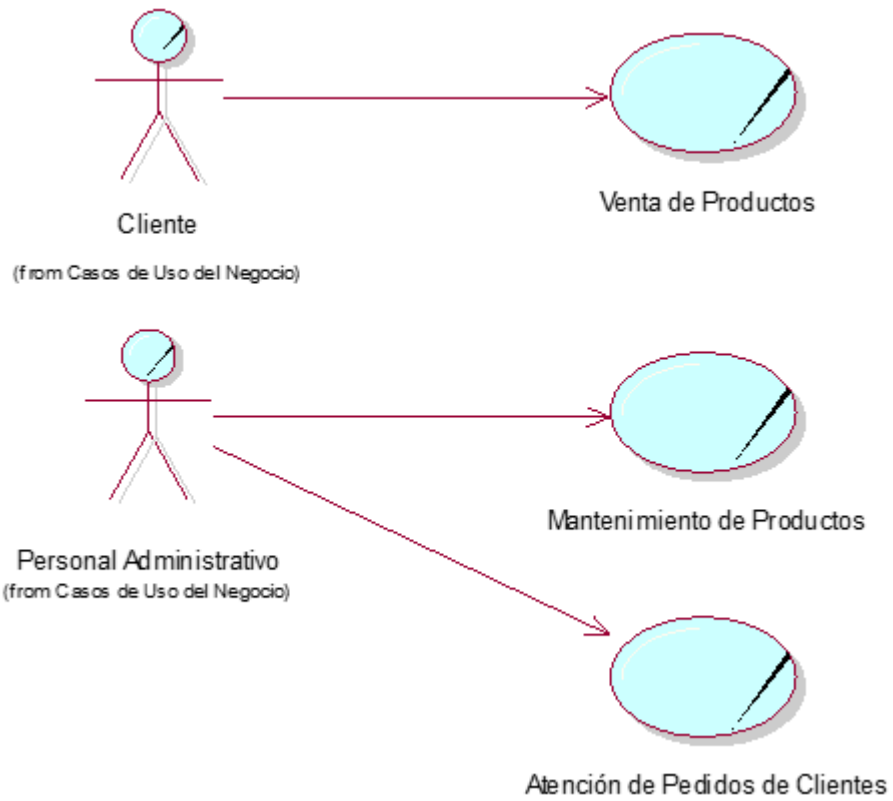 Cliente
Venta de Productos
(from Casos de Uso del Negocio)
Mantenimiento de Productos
Personal Administrativo
(from Casos de Uso del Negocio)
Atención de Pedidos de Clientes